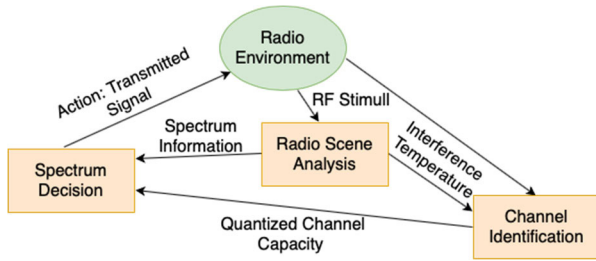 Radio
Environment
Action: Transmitted
Signal
RF Stimull
Spectrum
Information
Radio Scene
Analysis
Interference
Temperature
Spectrum
Decision
Quantized Channel
Capacity
Channel
Identification